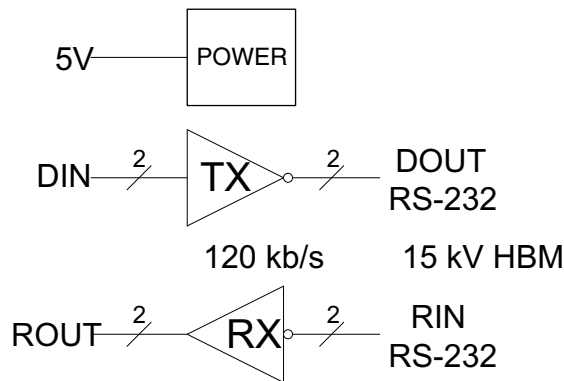 5V POWER
DIN 2 TX 2 DOUT
RS-232
120 kb/s 15 kV HBM
ROUT 2 RX 2 RIN
RS-232